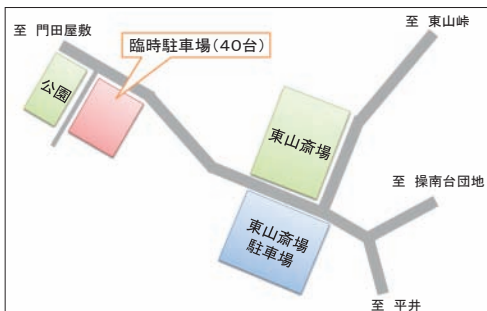 至 門田屋敷
臨時駐車場(40台)
至 東山峠
公園
東山斎場
至 操南台団地
東山斎場
駐車場
至 平井